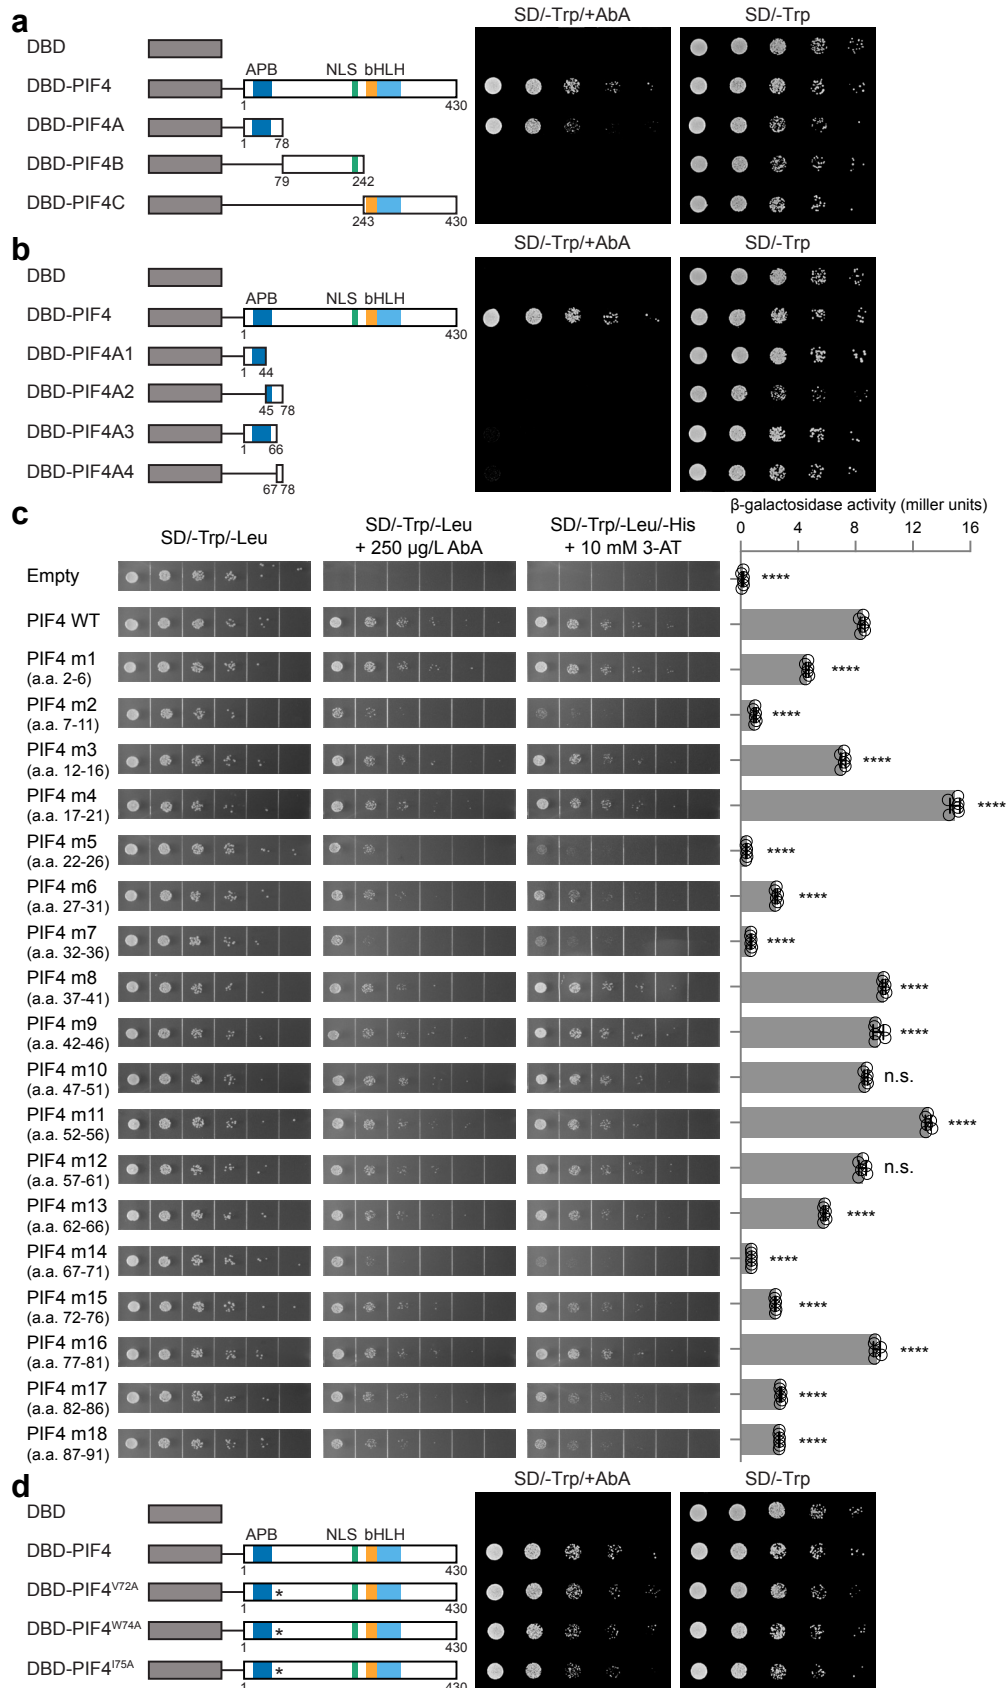 a
SD/-Trp/+AbA
SD/-Trp
DBD
APB
NLS
bHLH
DBD-PIF4
1
430
DBD-PIF4A
1
78
DBD-PIF4B
79
242
DBD-PIF4C
243
430
b
SD/-Trp/+AbA
SD/-Trp
DBD
APB
NLS
bHLH
DBD-PIF4
1
430
DBD-PIF4A1
1
44
DBD-PIF4A2
45
78
DBD-PIF4A3
1
66
DBD-PIF4A4
67
78
c
SD/-Trp/-Leu
SD/-Trp/-Leu
+ 250 µg/L AbA
SD/-Trp/-Leu/-His
+ 10 mM 3-AT
β-galactosidase activity (miller units)
0 4 8 12 16
Empty
****
PIF4 WT
PIF4 m1
(a.a. 2-6)
****
PIF4 m2
(a.a. 7-11)
****
PIF4 m3
(a.a. 12-16)
****
PIF4 m4
(a.a. 17-21)
****
PIF4 m5
(a.a. 22-26)
****
PIF4 m6
(a.a. 27-31)
****
PIF4 m7
(a.a. 32-36)
****
PIF4 m8
(a.a. 37-41)
****
PIF4 m9
(a.a. 42-46)
****
PIF4 m10
(a.a. 47-51)
n.s.
PIF4 m11
(a.a. 52-56)
****
PIF4 m12
(a.a. 57-61)
n.s.
PIF4 m13
(a.a. 62-66)
****
PIF4 m14
(a.a. 67-71)
****
PIF4 m15
(a.a. 72-76)
****
PIF4 m16
(a.a. 77-81)
****
PIF4 m17
(a.a. 82-86)
****
PIF4 m18
(a.a. 87-91)
****
d
SD/-Trp/+AbA
SD/-Trp
DBD
APB
NLS
bHLH
DBD-PIF4
1
430
DBD-PIF4V72A
*
1
430
DBD-PIF4W74A
*
1
430
DBD-PIF4I75A
*
1
430